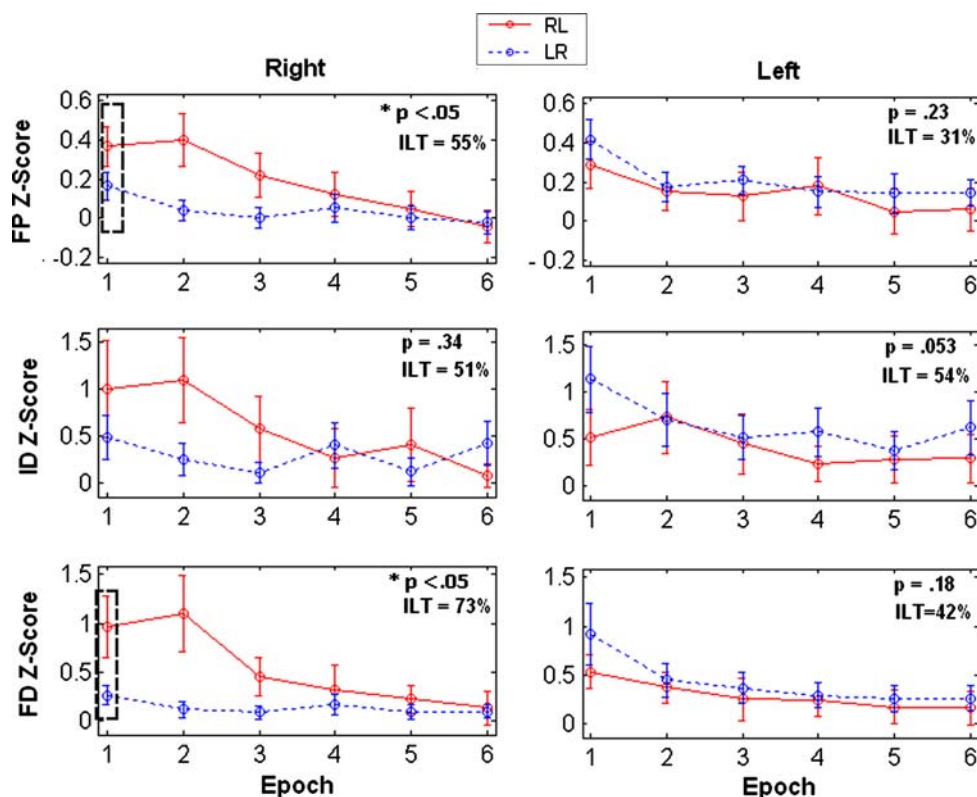 RL
LR
Right
Left
FP Z-Score
0.6
0.4
0.2
0
-0.2
* p <.05
ILT = 55%
1 2 3 4 5 6
0.6
0.4
0.2
0
- 0.2
p = .23
ILT = 31%
1 2 3 4 5 6
ID Z-Score
1.5
1
0.5
0
p = .34
ILT = 51%
1 2 3 4 5 6
1.5
1
0.5
0
p = .053
ILT = 54%
1 2 3 4 5 6
FD Z-Score
1.5
1
0.5
0
* p <.05
ILT = 73%
1 2 3 4 5 6
Epoch
1.5
1
0.5
0
p = .18
ILT=42%
1 2 3 4 5 6
Epoch